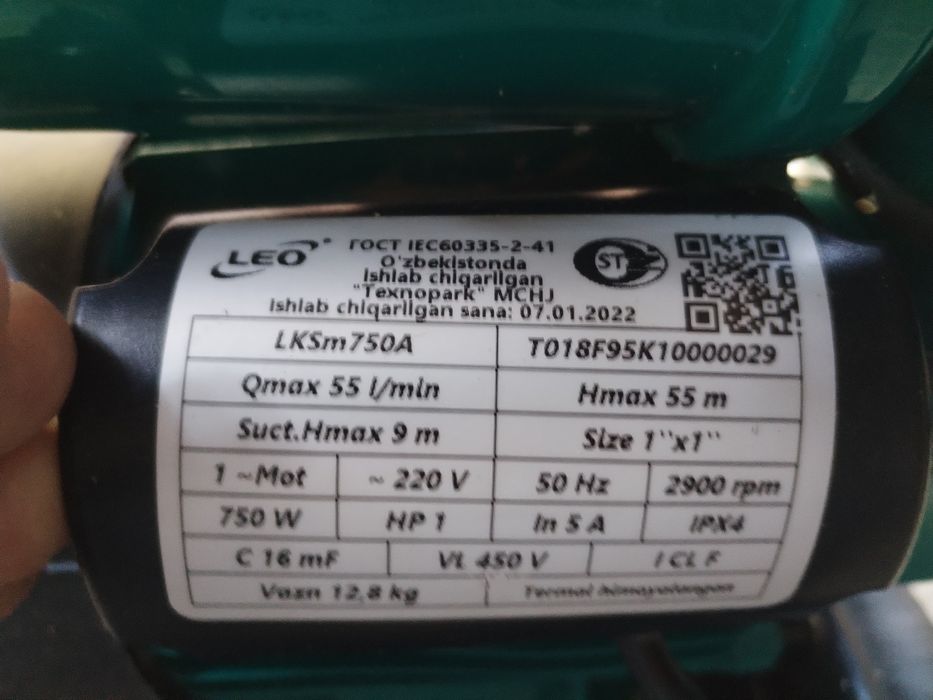 LEO
ГОСТ IEC60335-2-41
O'zbekistonda
Ishlab chiqarilgan
"Texnopark" MCHJ
Ishlab chiqarilgan sana: 07.01.2022
ST
LKSm750A T018F95K10000029
Qmax 55 l/min Hmax 55 m
Suct.Hmax 9 m Size 1''x1''
1 ~Mot ~ 220 V 50 Hz 2900 rpm
750 W HP 1 In 5 A IPX4
C 16 mF VL 450 V I CL F
Vazn 12,8 kg Termal himoyalangan